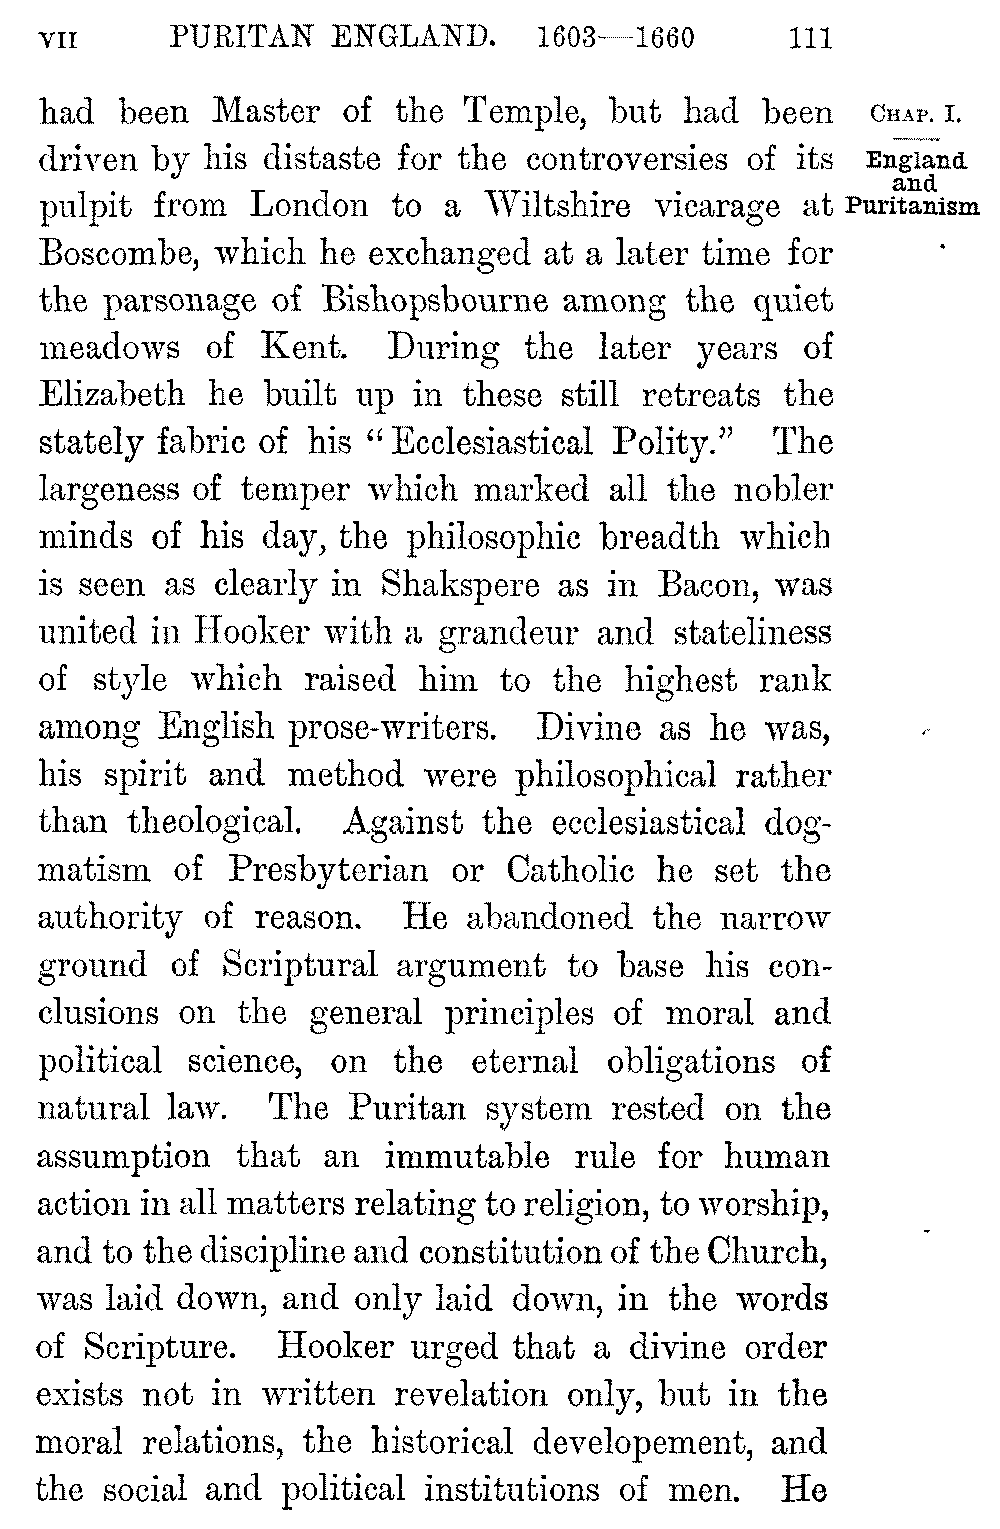 VII PURITAN ENGLAND. 1603—1660 111
had been Master of the Temple, but had been
driven by his distaste for the controversies of its
pulpit from London to a Wiltshire vicarage at
Boscombe, which he exchanged at a later time for
the parsonage of Bishopsbourne among the quiet
meadows of Kent. During the later years of
Elizabeth he built up in these still retreats the
stately fabric of his “Ecclesiastical Polity.” The
largeness of temper which marked all the nobler
minds of his day, the philosophic breadth which
is seen as clearly in Shakspere as in Bacon, was
united in Hooker with a grandeur and stateliness
of style which raised him to the highest rank
among English prose-writers. Divine as he was,
his spirit and method were philosophical rather
than theological. Against the ecclesiastical dog-
matism of Presbyterian or Catholic he set the
authority of reason. He abandoned the narrow
ground of Scriptural argument to base his con-
clusions on the general principles of moral and
political science, on the eternal obligations of
natural law. The Puritan system rested on the
assumption that an immutable rule for human
action in all matters relating to religion, to worship,
and to the discipline and constitution of the Church,
was laid down, and only laid down, in the words
of Scripture. Hooker urged that a divine order
exists not in written revelation only, but in the
moral relations, the historical developement, and
the social and political institutions of men. He
CHAP. I.
England
and
Puritanism